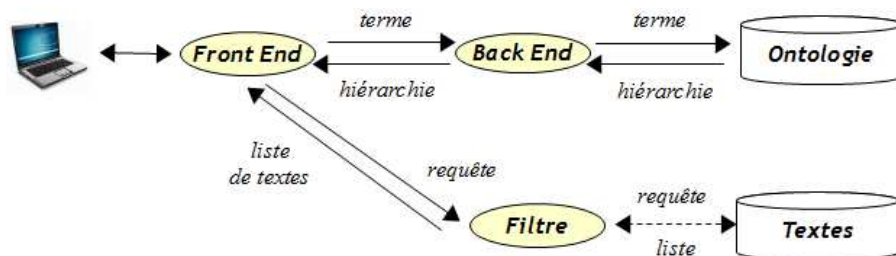 terme
terme
Front End
Back End
Ontologie
hiérarchie
hiérarchie
liste
de textes
requête
requête
Filtre
Textes
liste